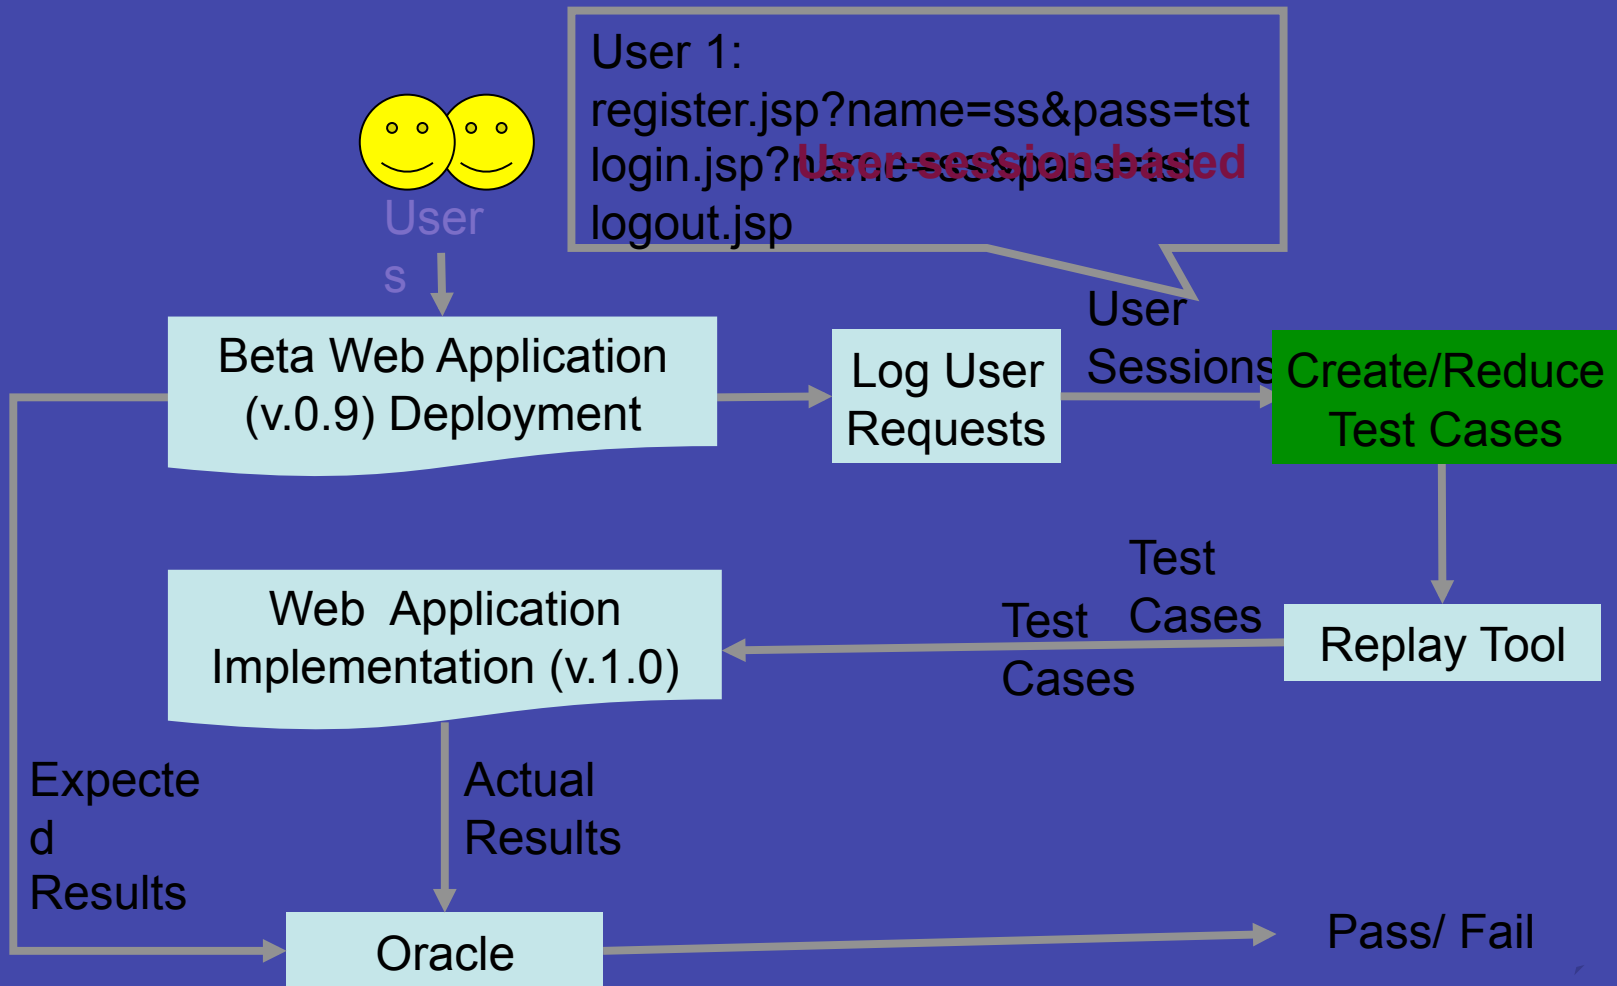 User 1:
register.jsp?name=ss&pass=tst
login.jsp?name=ss&pass=tst
logout.jsp
User-session-based
User
s
User
Sessions
Beta Web Application
(v.0.9) Deployment
Log User
Requests
Create/Reduce
Test Cases
Test
Cases
Test
Cases
Web Application
Implementation (v.1.0)
Replay Tool
Expecte
d
Results
Actual
Results
Oracle
Pass/ Fail